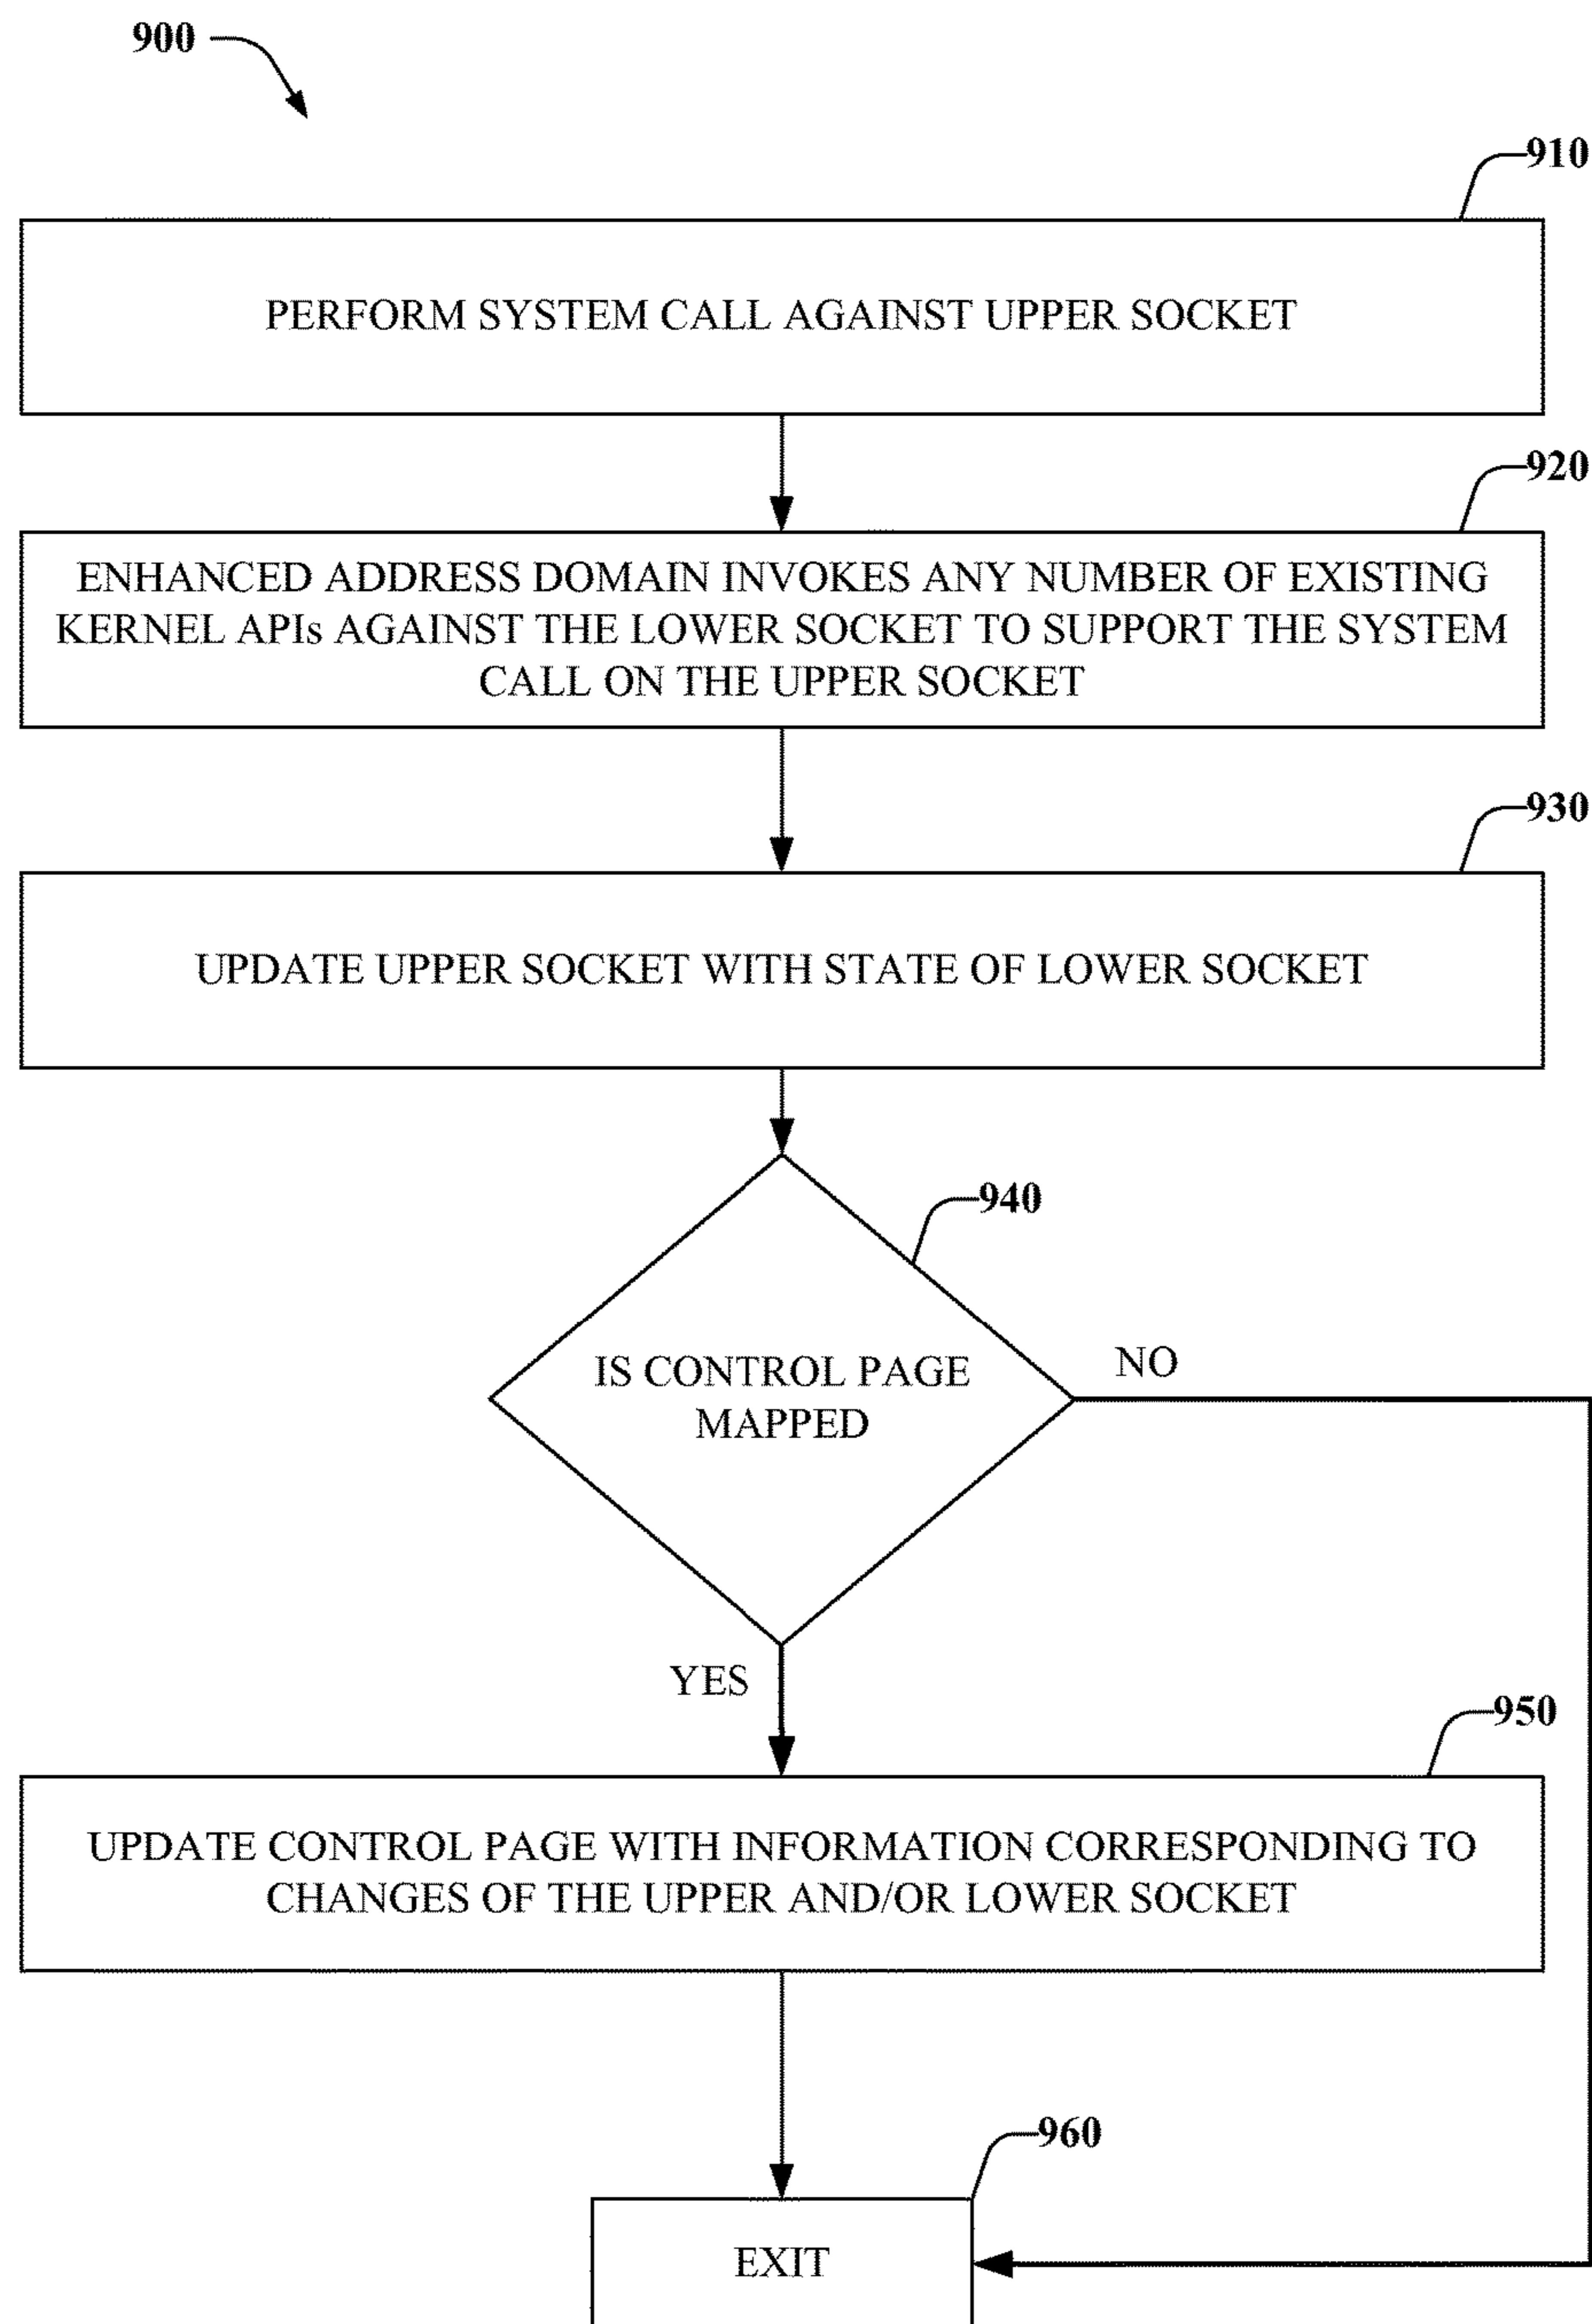 900
910
PERFORM SYSTEM CALL AGAINST UPPER SOCKET
920
ENHANCED ADDRESS DOMAIN INVOKES ANY NUMBER OF EXISTING
KERNEL APIs AGAINST THE LOWER SOCKET TO SUPPORT THE SYSTEM
CALL ON THE UPPER SOCKET
930
UPDATE UPPER SOCKET WITH STATE OF LOWER SOCKET
940
IS CONTROL PAGE
MAPPED
NO
YES
950
UPDATE CONTROL PAGE WITH INFORMATION CORRESPONDING TO
CHANGES OF THE UPPER AND/OR LOWER SOCKET
960
EXIT